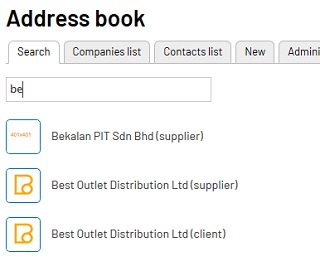 Address book
Search Companies list Contacts list New Admini
be
Bekalan PIT Sdn Bhd (supplier)
Best Outlet Distribution Ltd (supplier)
Best Outlet Distribution Ltd (client)